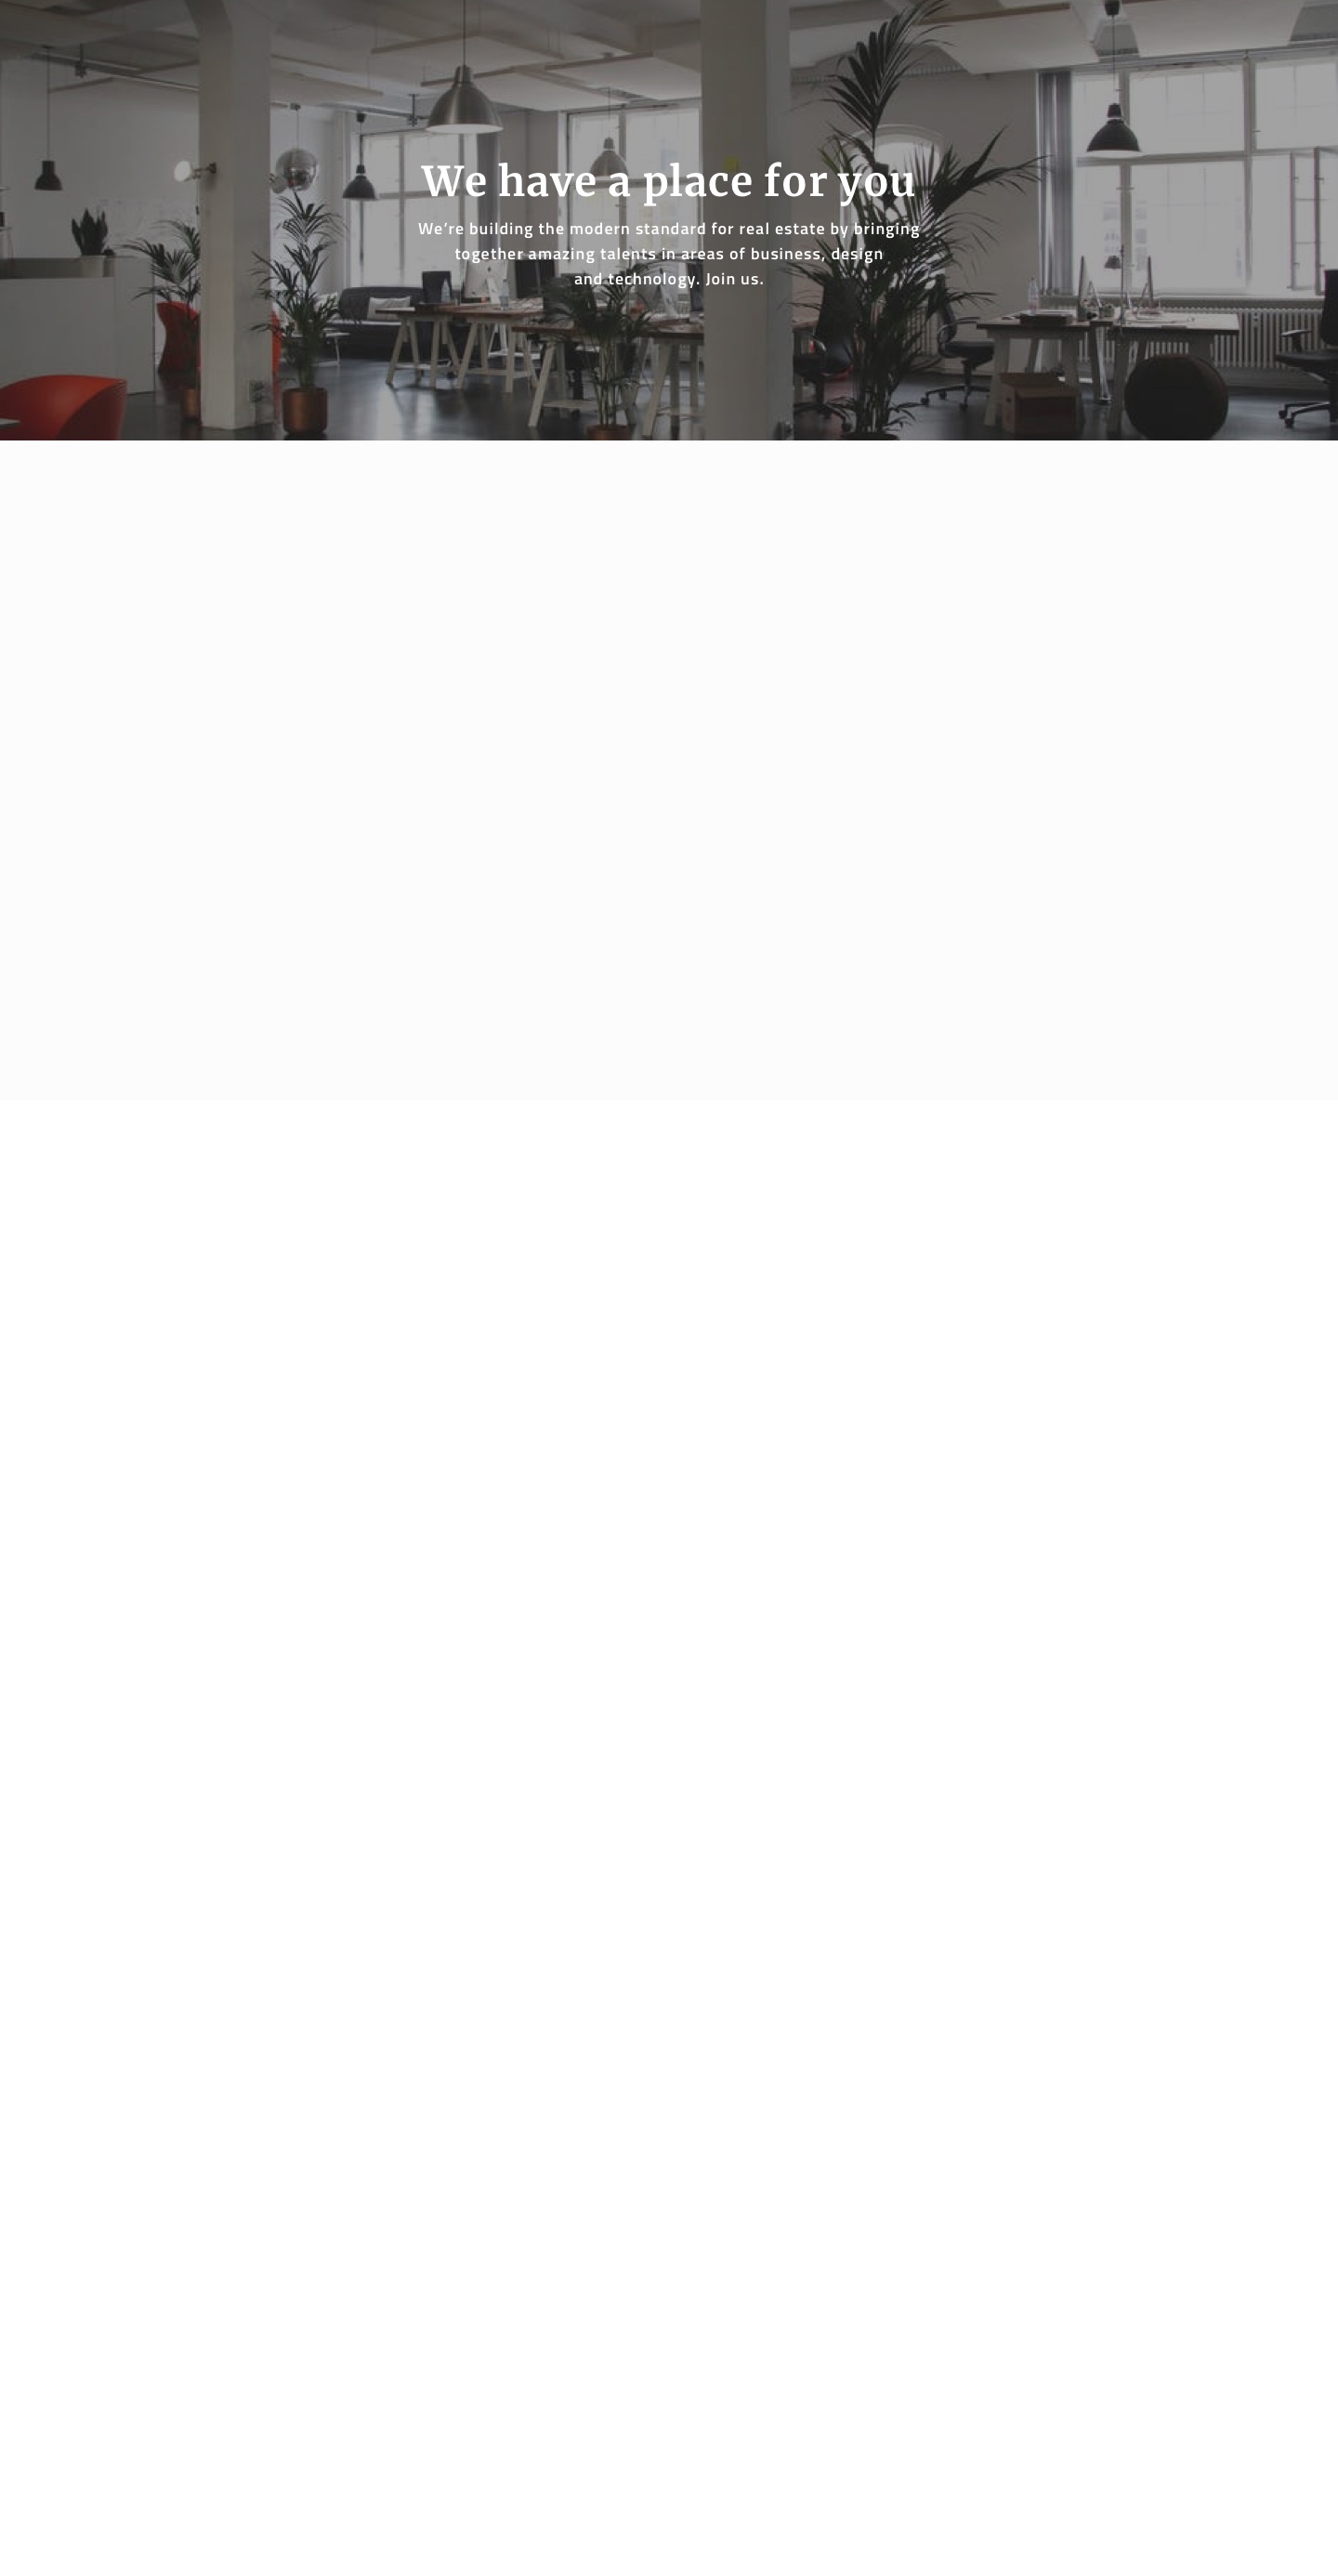 We have a place for you
We’re building the modern standard for real estate by bringing
together amazing talents in areas of business, design
and technology. Join us.